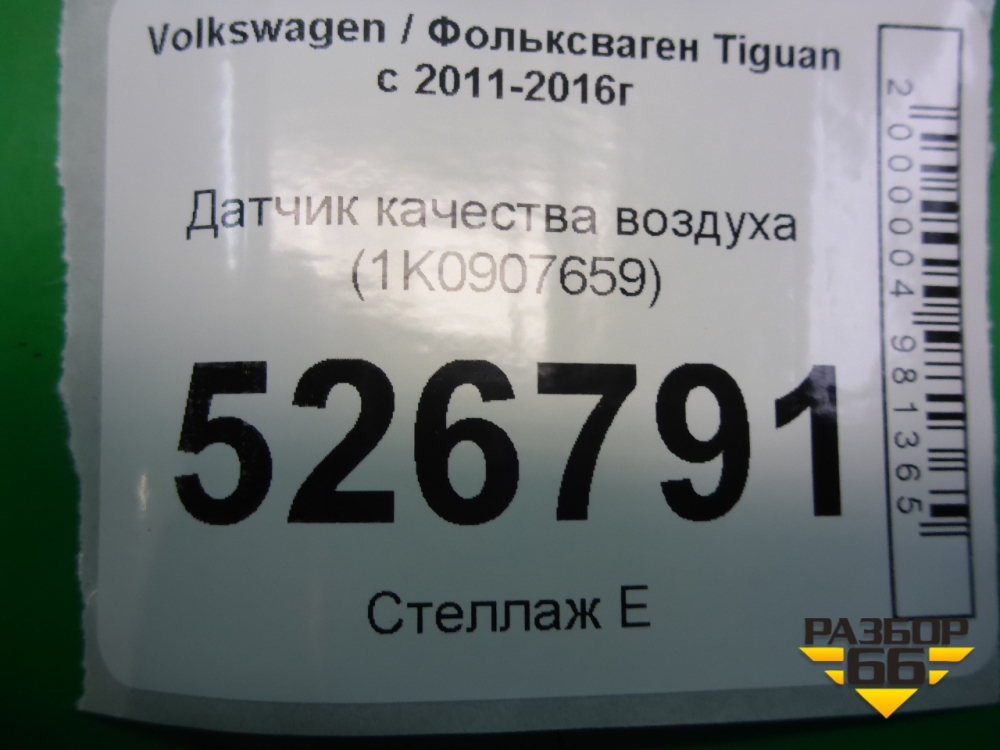 Volkswagen / Фольксваген Tiguan
с 2011-2016г
Датчик качества воздуха
(1K0907659)
526791
Стеллаж E
2000004981365
РАЗБОР
66